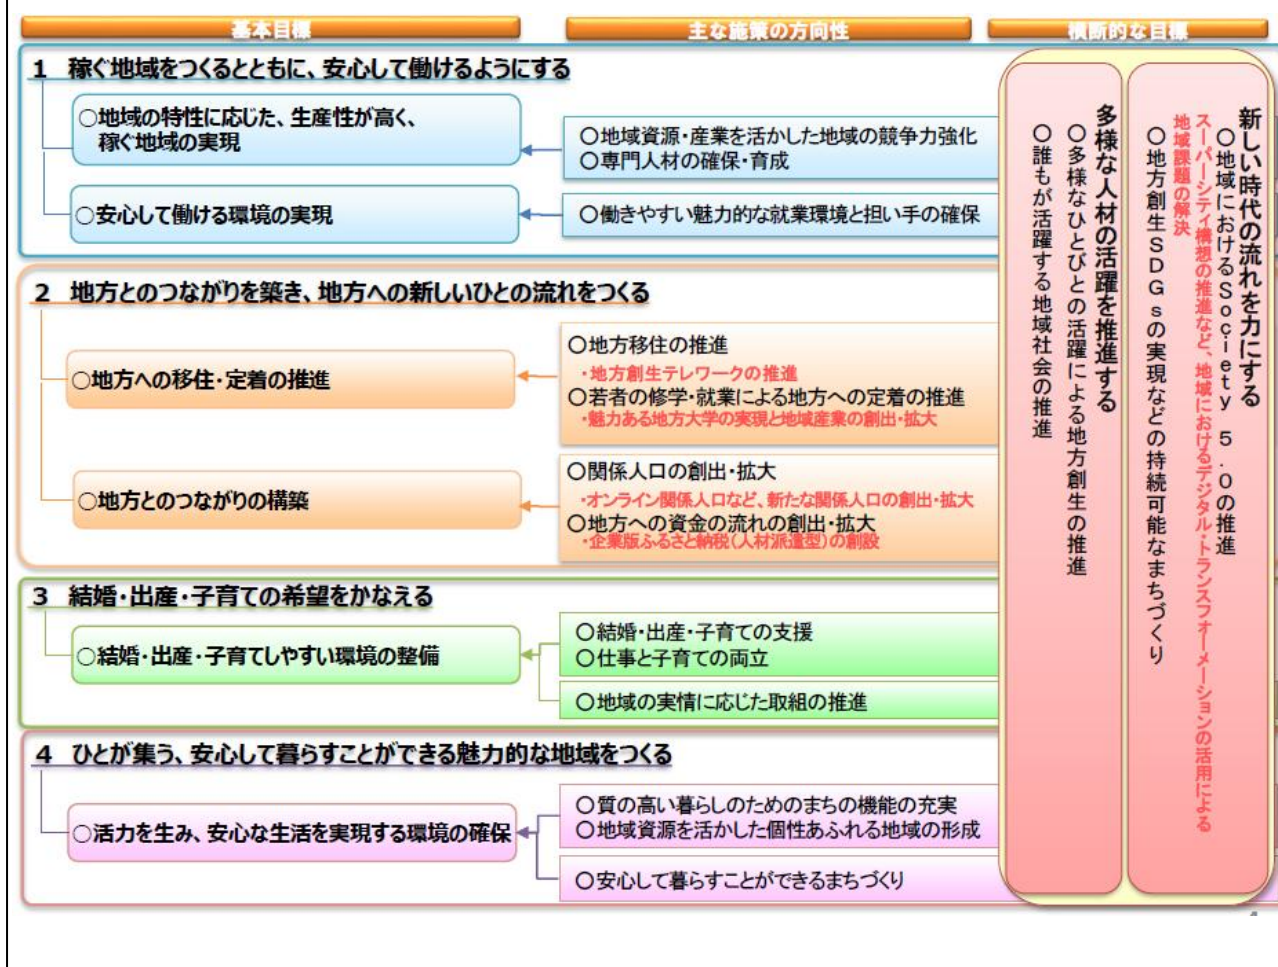 基本目標
主な施策の方向性
横断的な目標
1 稼ぐ地域をつくるとともに、安心して働けるようにする
○地域の特性に応じた、生産性が高く、
稼ぐ地域の実現
○地域資源・産業を活かした地域の競争力強化
○専門人材の確保・育成
○安心して働ける環境の実現
○働きやすい魅力的な就業環境と担い手の確保
2 地方とのつながりを築き、地方への新しいひとの流れをつくる
○地方への移住・定着の推進
○地方移住の推進
・地方創生テレワークの推進
○若者の修学・就業による地方への定着の推進
・魅力ある地方大学の実現と地域産業の創出・拡大
○地方とのつながりの構築
○関係人口の創出・拡大
・オンライン関係人口など、新たな関係人口の創出・拡大
○地方への資金の流れの創出・拡大
・企業版ふるさと納税(人材派遣型)の創設
3 結婚・出産・子育ての希望をかなえる
○結婚・出産・子育てしやすい環境の整備
○結婚・出産・子育ての支援
○仕事と子育ての両立
○地域の実情に応じた取組の推進
4 ひとが集う、安心して暮らすことができる魅力的な地域をつくる
○活力を生み、安心な生活を実現する環境の確保
○質の高い暮らしのためのまちの機能の充実
○地域資源を活かした個性あふれる地域の形成
○安心して暮らすことができるまちづくり
新しい時代の流れを力にする
○地域におけるSociety 5.0の推進
スーパーシティ構想の推進など、地域におけるデジタル・トランスフォーメーションの活用による
地域課題の解決
○地方創生SDGsの実現などの持続可能なまちづくり
多様な人材の活躍を推進する
○多様なひとびとの活躍による地方創生の推進
○誰もが活躍する地域社会の推進